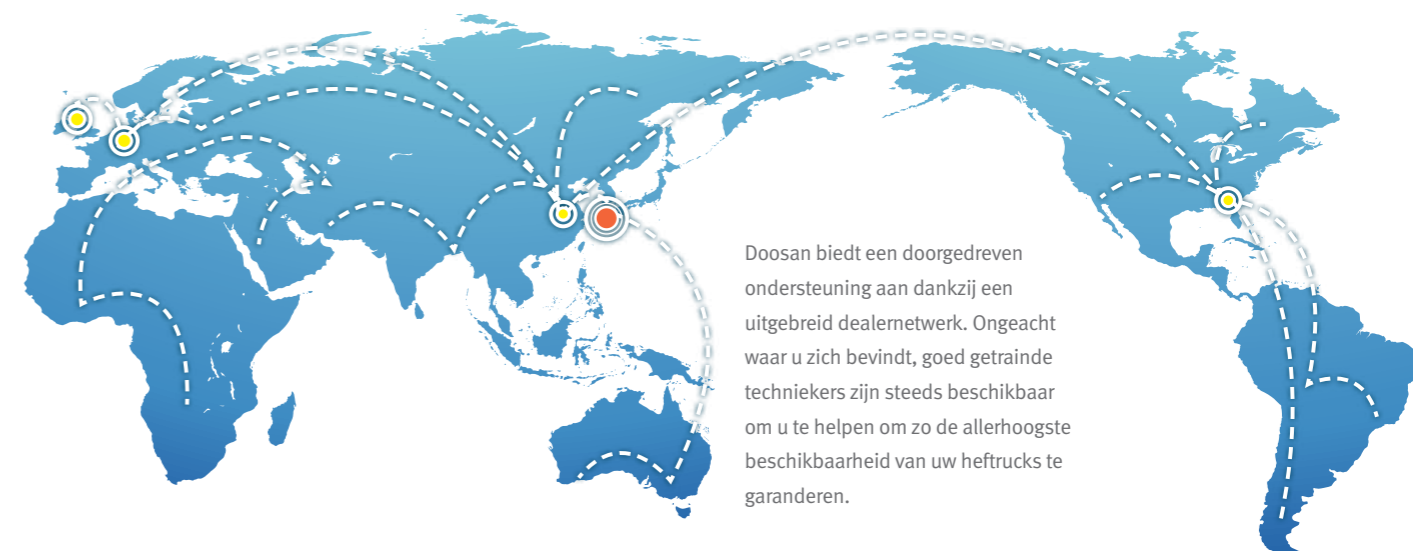 Doosan biedt een doorgedreven
ondersteuning aan dankzij een
uitgebreid dealernetwerk. Ongeacht
waar u zich bevindt, goed getrainde
techniekers zijn steeds beschikbaar
om u te helpen om zo de allerhoogste
beschikbaarheid van uw heftrucks te
garanderen.